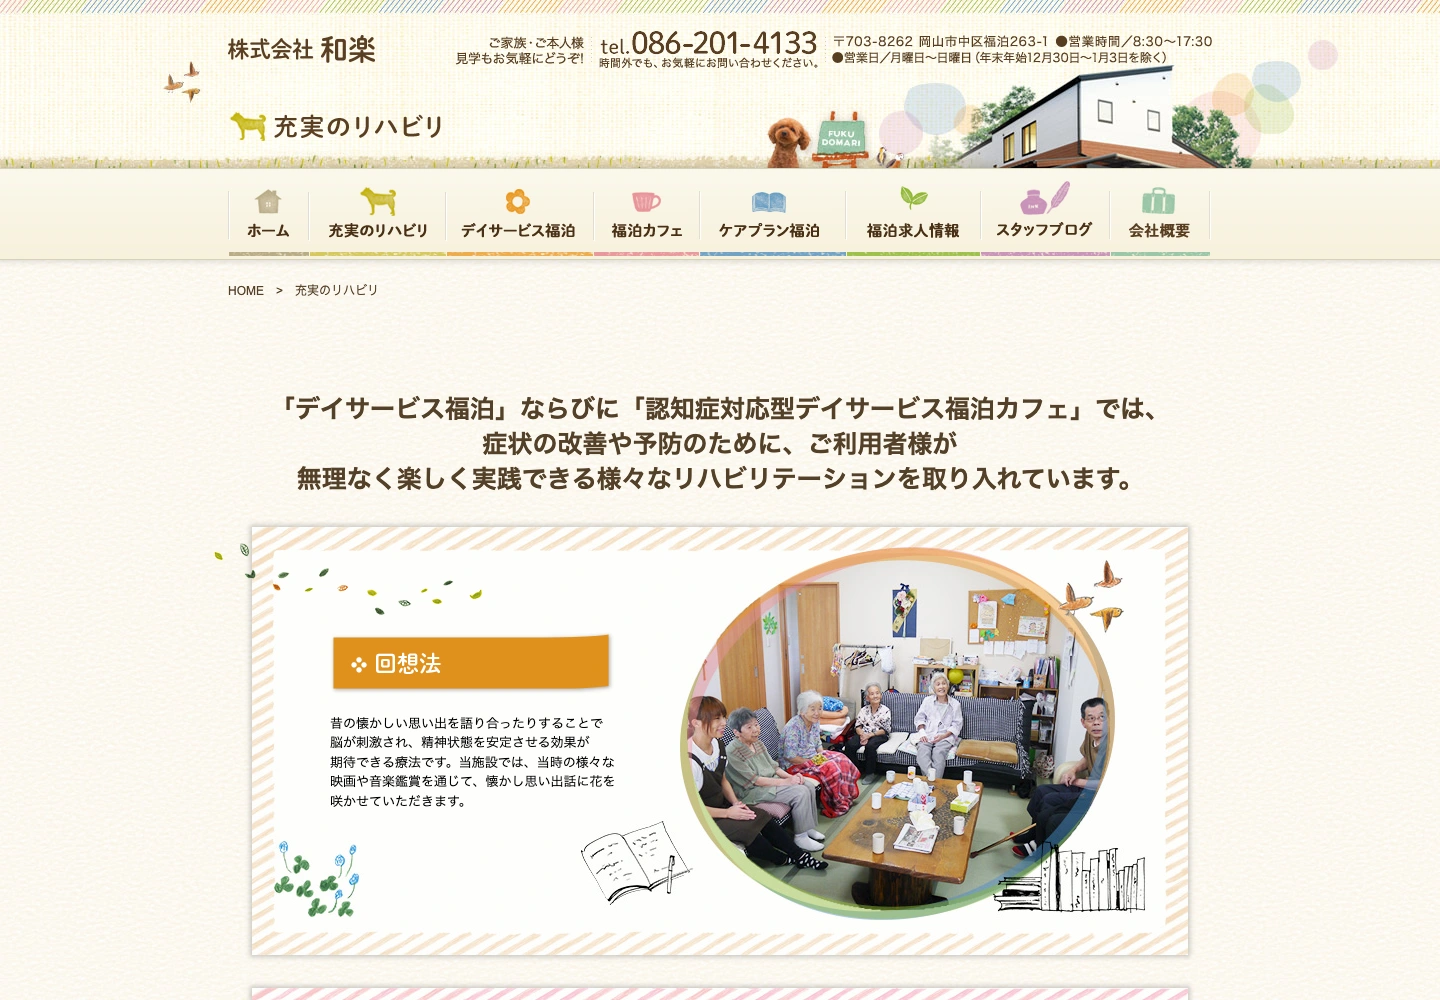 株式会社 和楽
ご家族・ご本人様
見学もお気軽にどうぞ!
tel.086-201-4133
時間外でも、お気軽にお問い合わせください。
〒703-8262 岡山市中区福泊263-1 ●営業時間／8:30～17:30
●営業日／月曜日～日曜日（年末年始12月30日～1月3日を除く）
充実のリハビリ
FUKU
DOMARI
ホーム
充実のリハビリ
デイサービス福泊
福泊カフェ
ケアプラン福泊
福泊求人情報
スタッフブログ
会社概要
HOME > 充実のリハビリ
「デイサービス福泊」ならびに「認知症対応型デイサービス福泊カフェ」では、
症状の改善や予防のために、ご利用者様が
無理なく楽しく実践できる様々なリハビリテーションを取り入れています。
回想法
昔の懐かしい思い出を語り合ったりすることで
脳が刺激され、精神状態を安定させる効果が
期待できる療法です。当施設では、当時の様々な
映画や音楽鑑賞を通じて、懐かし思い出話に花を
咲かせていただきます。